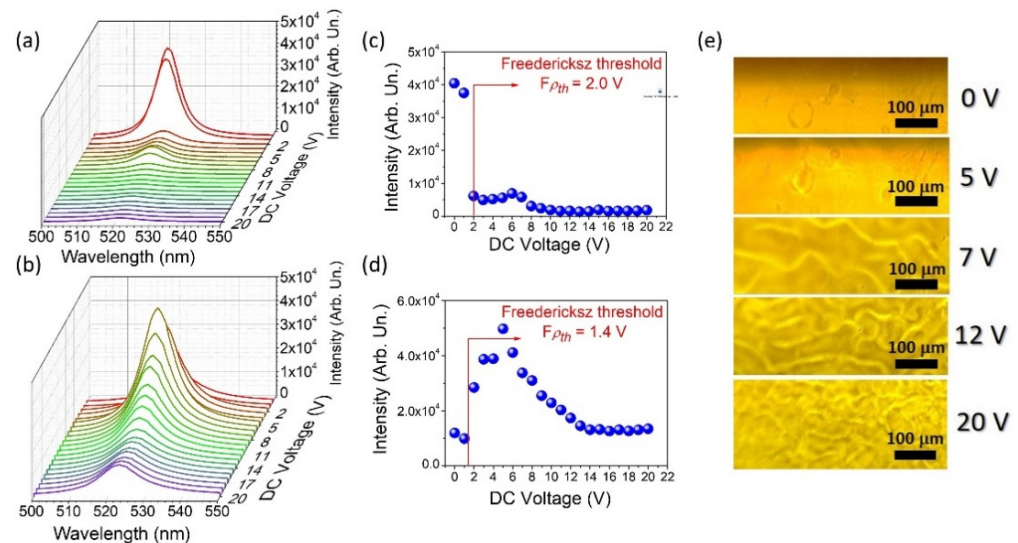 (a)
5x10⁴
4x10⁴
3x10⁴
2x10⁴
1x10⁴
0
Intensity (Arb. Un.)
2
5
8
11
14
17
20
DC Voltage (V)
500 510 520 530 540 550
Wavelength (nm)
(b)
5x10⁴
4x10⁴
3x10⁴
2x10⁴
1x10⁴
0
Intensity (Arb. Un.)
2
5
8
11
14
17
20
DC Voltage (V)
500 510 520 530 540 550
Wavelength (nm)
(c)
5x10⁴
4x10⁴
3x10⁴
2x10⁴
1x10⁴
0
Intensity (Arb. Un.)
Freedericksz threshold
Fρth = 2.0 V
0 2 4 6 8 10 12 14 16 18 20 22
DC Voltage (V)
(d)
6.0x10⁴
4.0x10⁴
2.0x10⁴
0.0
Intensity (Arb. Un.)
Freedericksz threshold
Fρth = 1.4 V
0 2 4 6 8 10 12 14 16 18 20 22
DC Voltage (V)
(e)
100 μm
0 V
100 μm
5 V
100 μm
7 V
100 μm
12 V
100 μm
20 V